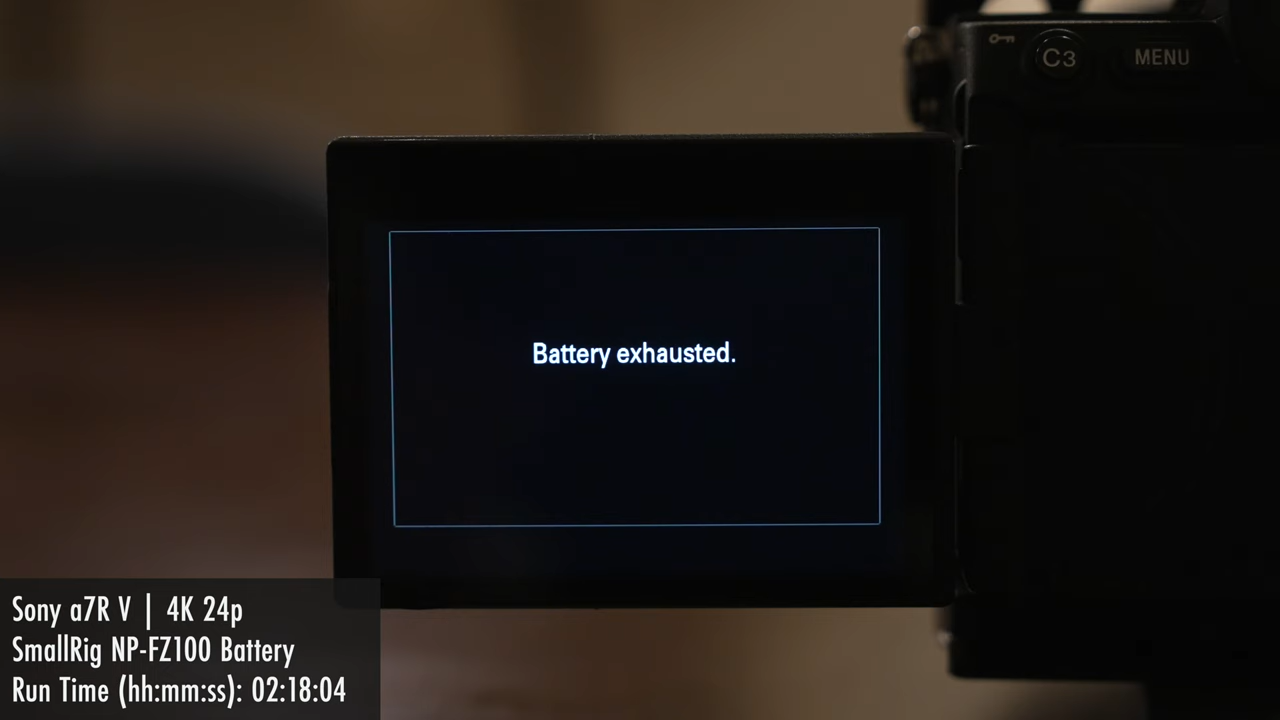 C3 MENU
Battery exhausted.
Sony a7R V | 4K 24p
SmallRig NP-FZ100 Battery
Run Time (hh:mm:ss): 02:18:04